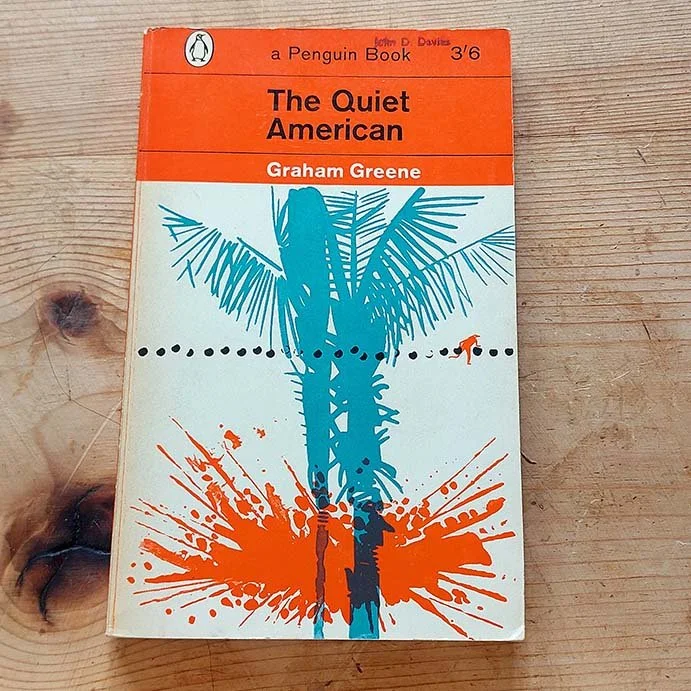 John D. Davies
a Penguin Book 3'6
The Quiet
American
Graham Greene